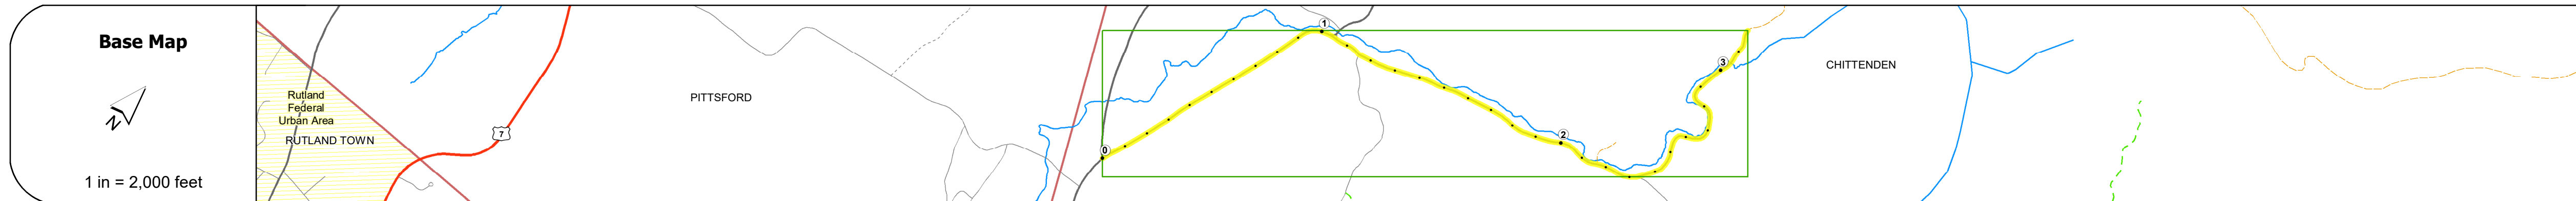 Base Map
N
1 in = 2,000 feet
Rutland
Federal
Urban Area
RUTLAND TOWN
7
PITTSFORD
0
1
2
3
CHITTENDEN